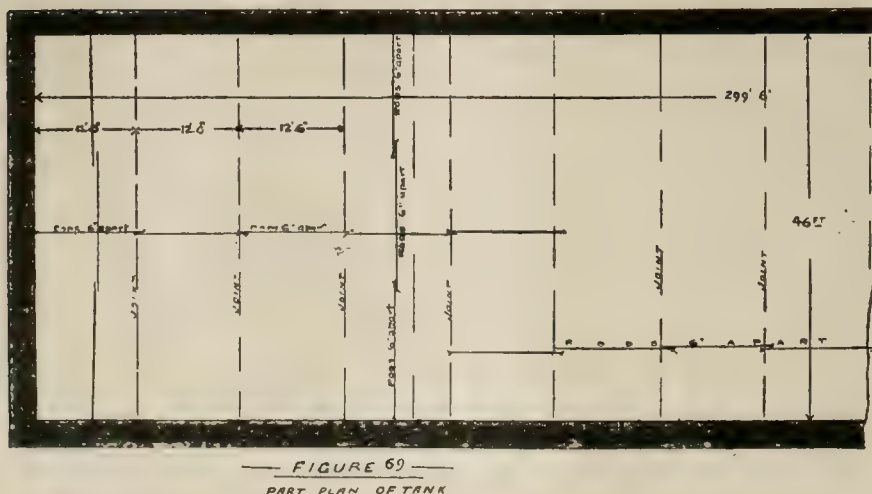 RODS 6" apart
299' 6"
12' 6"
12' 6"
RODS 6" apart
46 FT
RODS 6" apart
RODS 6" apart
JOINT
JOINT
JOINT
JOINT
JOINT
JOINT
RODS 6" apart
RODS 6" APART
FIGURE 69
PART PLAN OF TANK